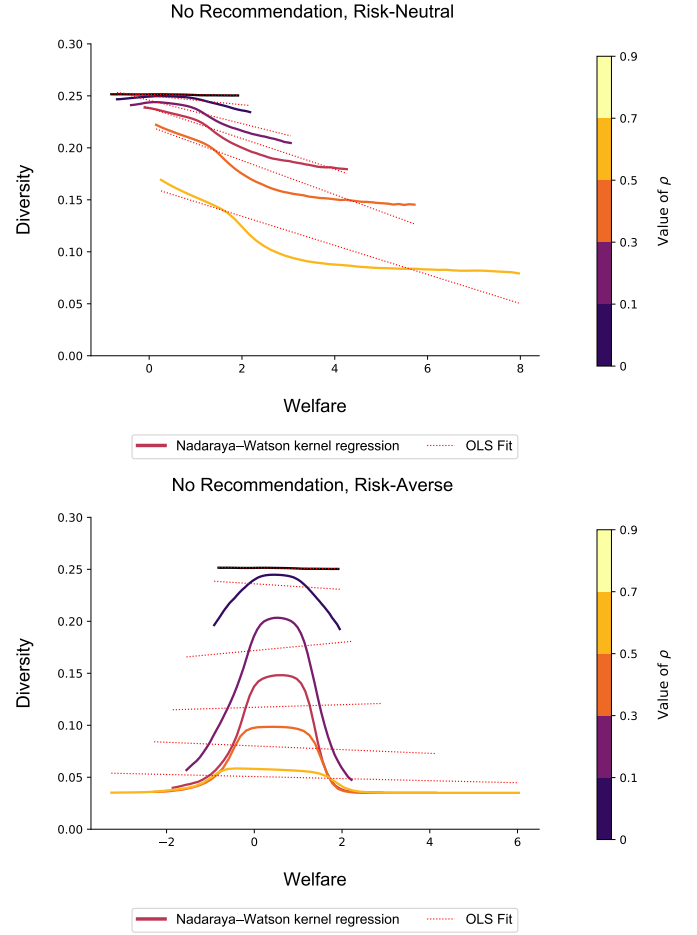 No Recommendation, Risk-Neutral
0.30
0.25
0.20
0.15
0.10
0.05
0.00
Diversity
0 2 4 6 8
Welfare
0.9
0.7
0.5
0.3
0.1
0
Value of ρ
Nadaraya–Watson kernel regression OLS Fit
No Recommendation, Risk-Averse
0.30
0.25
0.20
0.15
0.10
0.05
0.00
Diversity
−2 0 2 4 6
Welfare
0.9
0.7
0.5
0.3
0.1
0
Value of ρ
Nadaraya–Watson kernel regression OLS Fit